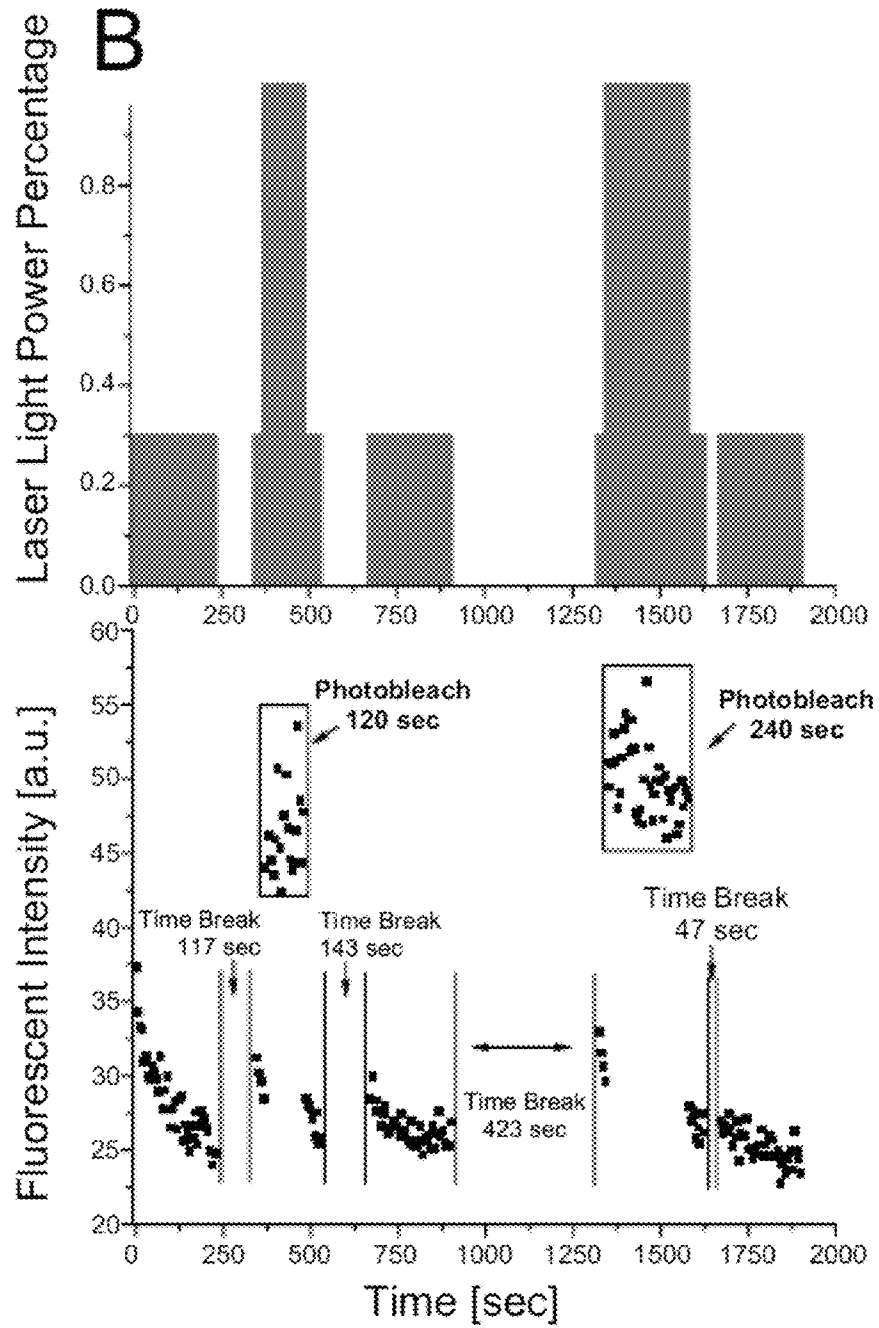 B
Laser Light Power Percentage
0.8
0.6
0.4
0.2
0.0
0 250 500 750 1000 1250 1500 1750 2000
Fluorescent Intensity [a.u.]
60
55
50
45
40
35
30
25
20
Photobleach
120 sec
Photobleach
240 sec
Time Break
117 sec
Time Break
143 sec
Time Break
47 sec
Time Break
423 sec
0 250 500 750 1000 1250 1500 1750 2000
Time [sec]